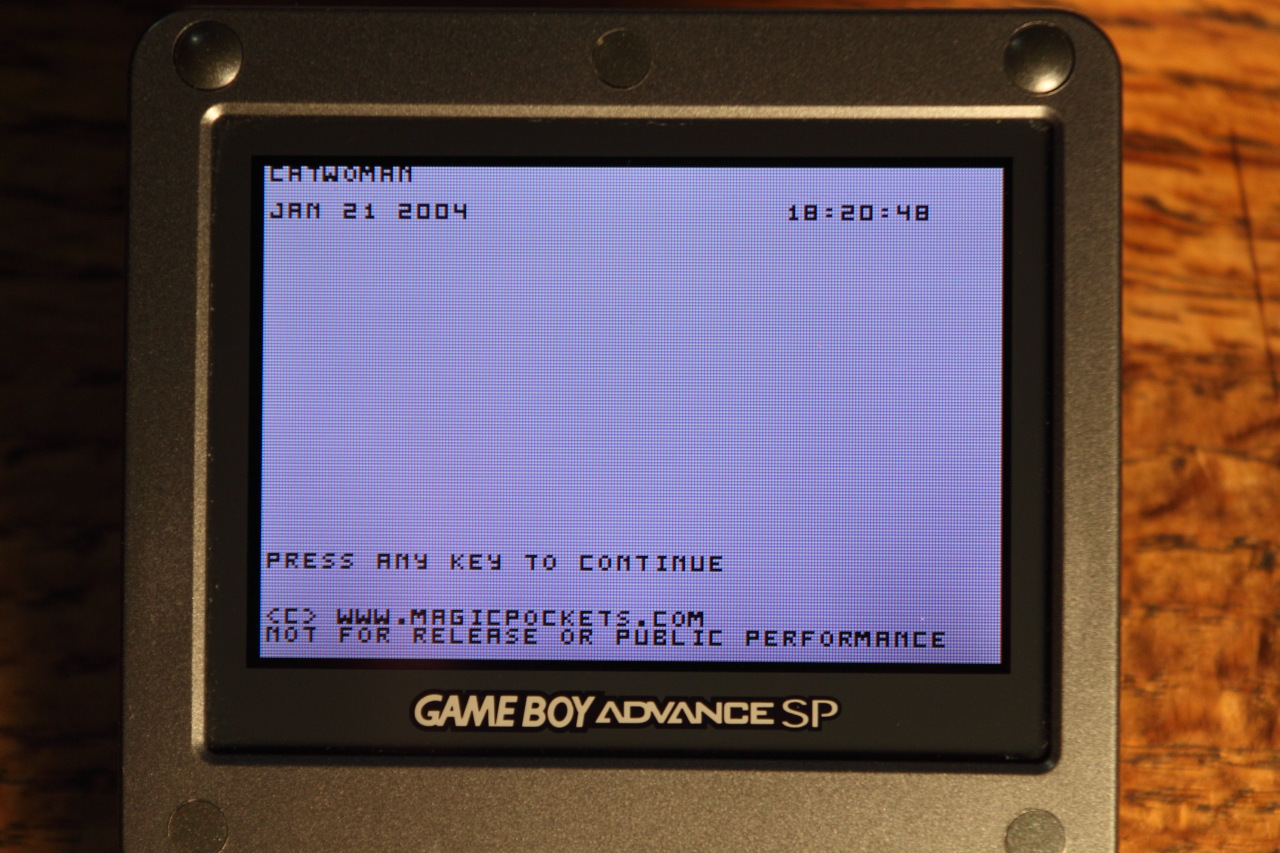 CATWOMAN
JAN 21 2004 18:20:48
PRESS ANY KEY TO CONTINUE
<C> WWW.MAGICPOCKETS.COM
NOT FOR RELEASE OR PUBLIC PERFORMANCE
GAME BOY ADVANCE SP